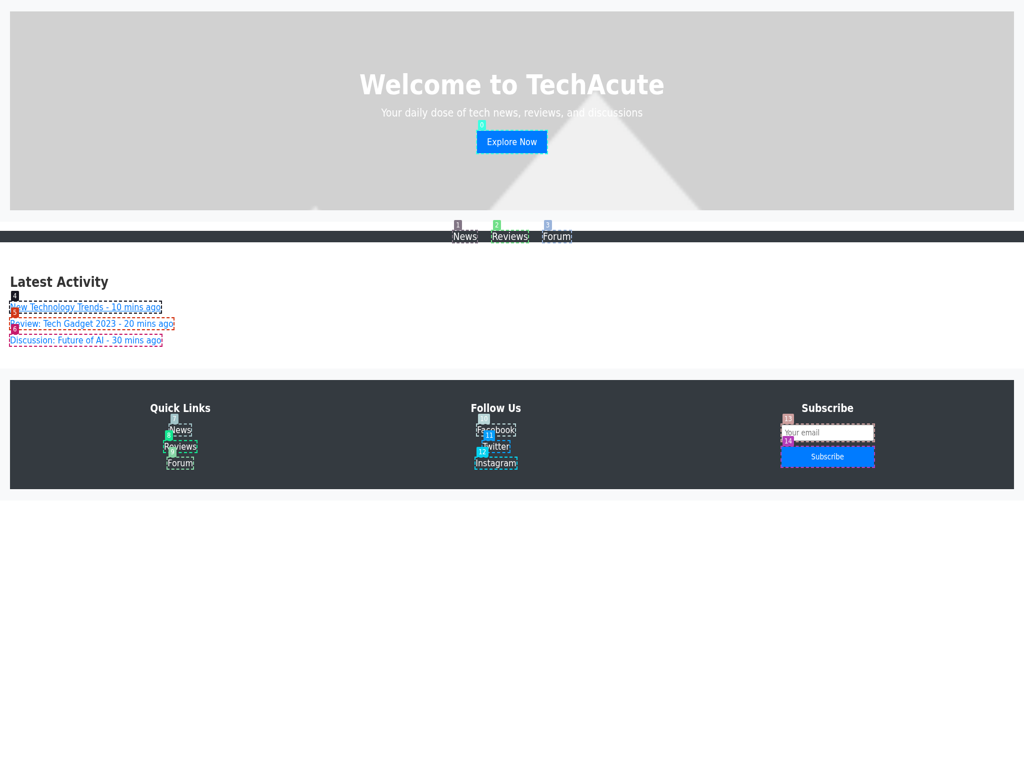 Welcome to TechAcute
Your daily dose of tech news, reviews, and discussions
0
Explore Now
1 2 3
News Reviews Forum
Latest Activity
4
New Technology Trends - 10 mins ago
5
Review: Tech Gadget 2023 - 20 mins ago
6
Discussion: Future of AI - 30 mins ago
Quick Links
7
News
8
Reviews
9
Forum
Follow Us
10
Facebook
11
Twitter
12
Instagram
Subscribe
13
Your email
14
Subscribe